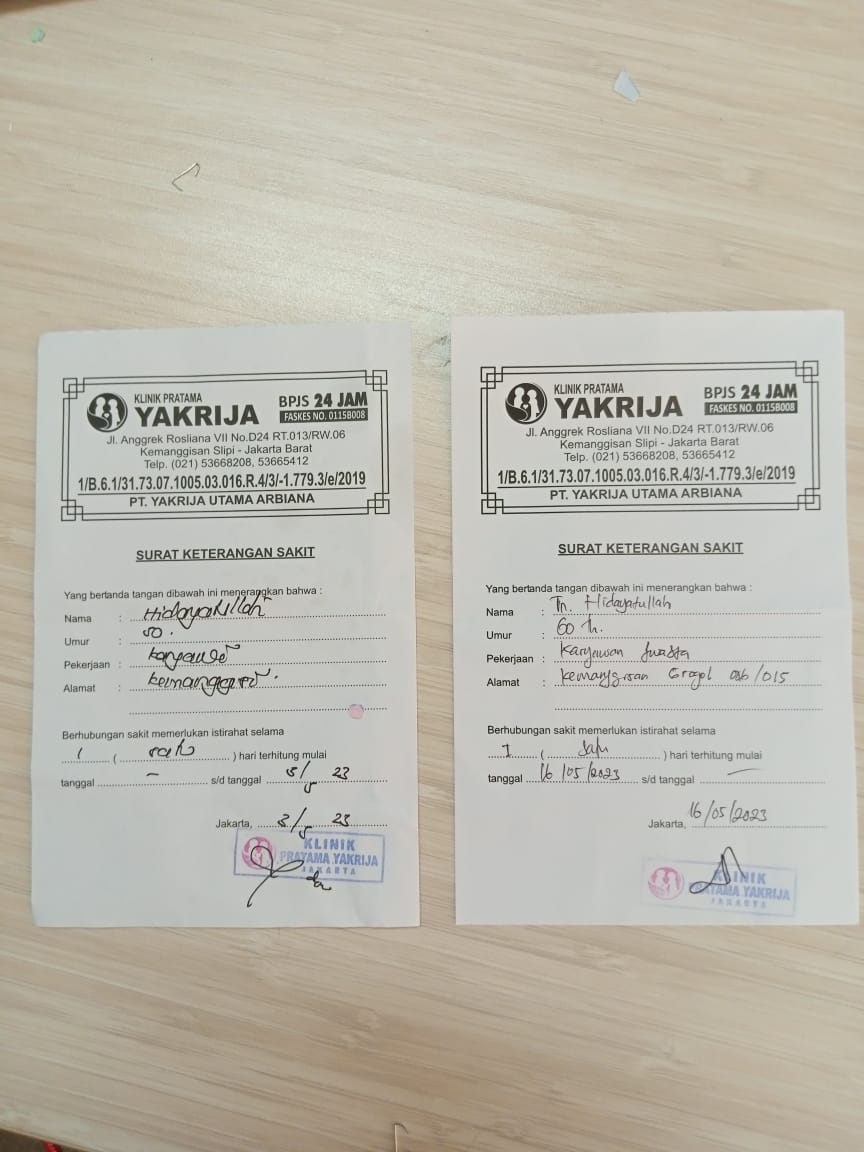 KLINIK PRATAMA
YAKRIJA
BPJS 24 JAM
FASKES NO. 0115B008
Jl. Anggrek Rosliana VII No.D24 RT.013/RW.06
Kemanggisan Slipi - Jakarta Barat
Telp. (021) 53668208, 53665412
1/B.6.1/31.73.07.1005.03.016.R.4/3/-1.779.3/e/2019
PT. YAKRIJA UTAMA ARBIANA
SURAT KETERANGAN SAKIT
Yang bertanda tangan dibawah ini menerangkan bahwa :
Nama : Hidayatullah
Umur : 50.
Pekerjaan :
Alamat :
Berhubungan sakit memerlukan istirahat selama
1 ( ) hari terhitung mulai
tanggal - s/d tanggal /5 23
Jakarta, /5 23
KLINIK
PRATAMA YAKRIJA
JAKARTA
KLINIK PRATAMA
YAKRIJA
BPJS 24 JAM
FASKES NO. 0115B008
Jl. Anggrek Rosliana VII No.D24 RT.013/RW.06
Kemanggisan Slipi - Jakarta Barat
Telp. (021) 53668208, 53665412
1/B.6.1/31.73.07.1005.03.016.R.4/3/-1.779.3/e/2019
PT. YAKRIJA UTAMA ARBIANA
SURAT KETERANGAN SAKIT
Yang bertanda tangan dibawah ini menerangkan bahwa :
Nama : Tn. Hidayatullah
Umur : 60 th.
Pekerjaan : Karyawan swasta
Alamat : Kemanggisan Grogol 006/015
Berhubungan sakit memerlukan istirahat selama
1 ( Satu ) hari terhitung mulai
tanggal 16/05/2023 s/d tanggal -
Jakarta, 16/05/2023
KLINIK
PRATAMA YAKRIJA
JAKARTA